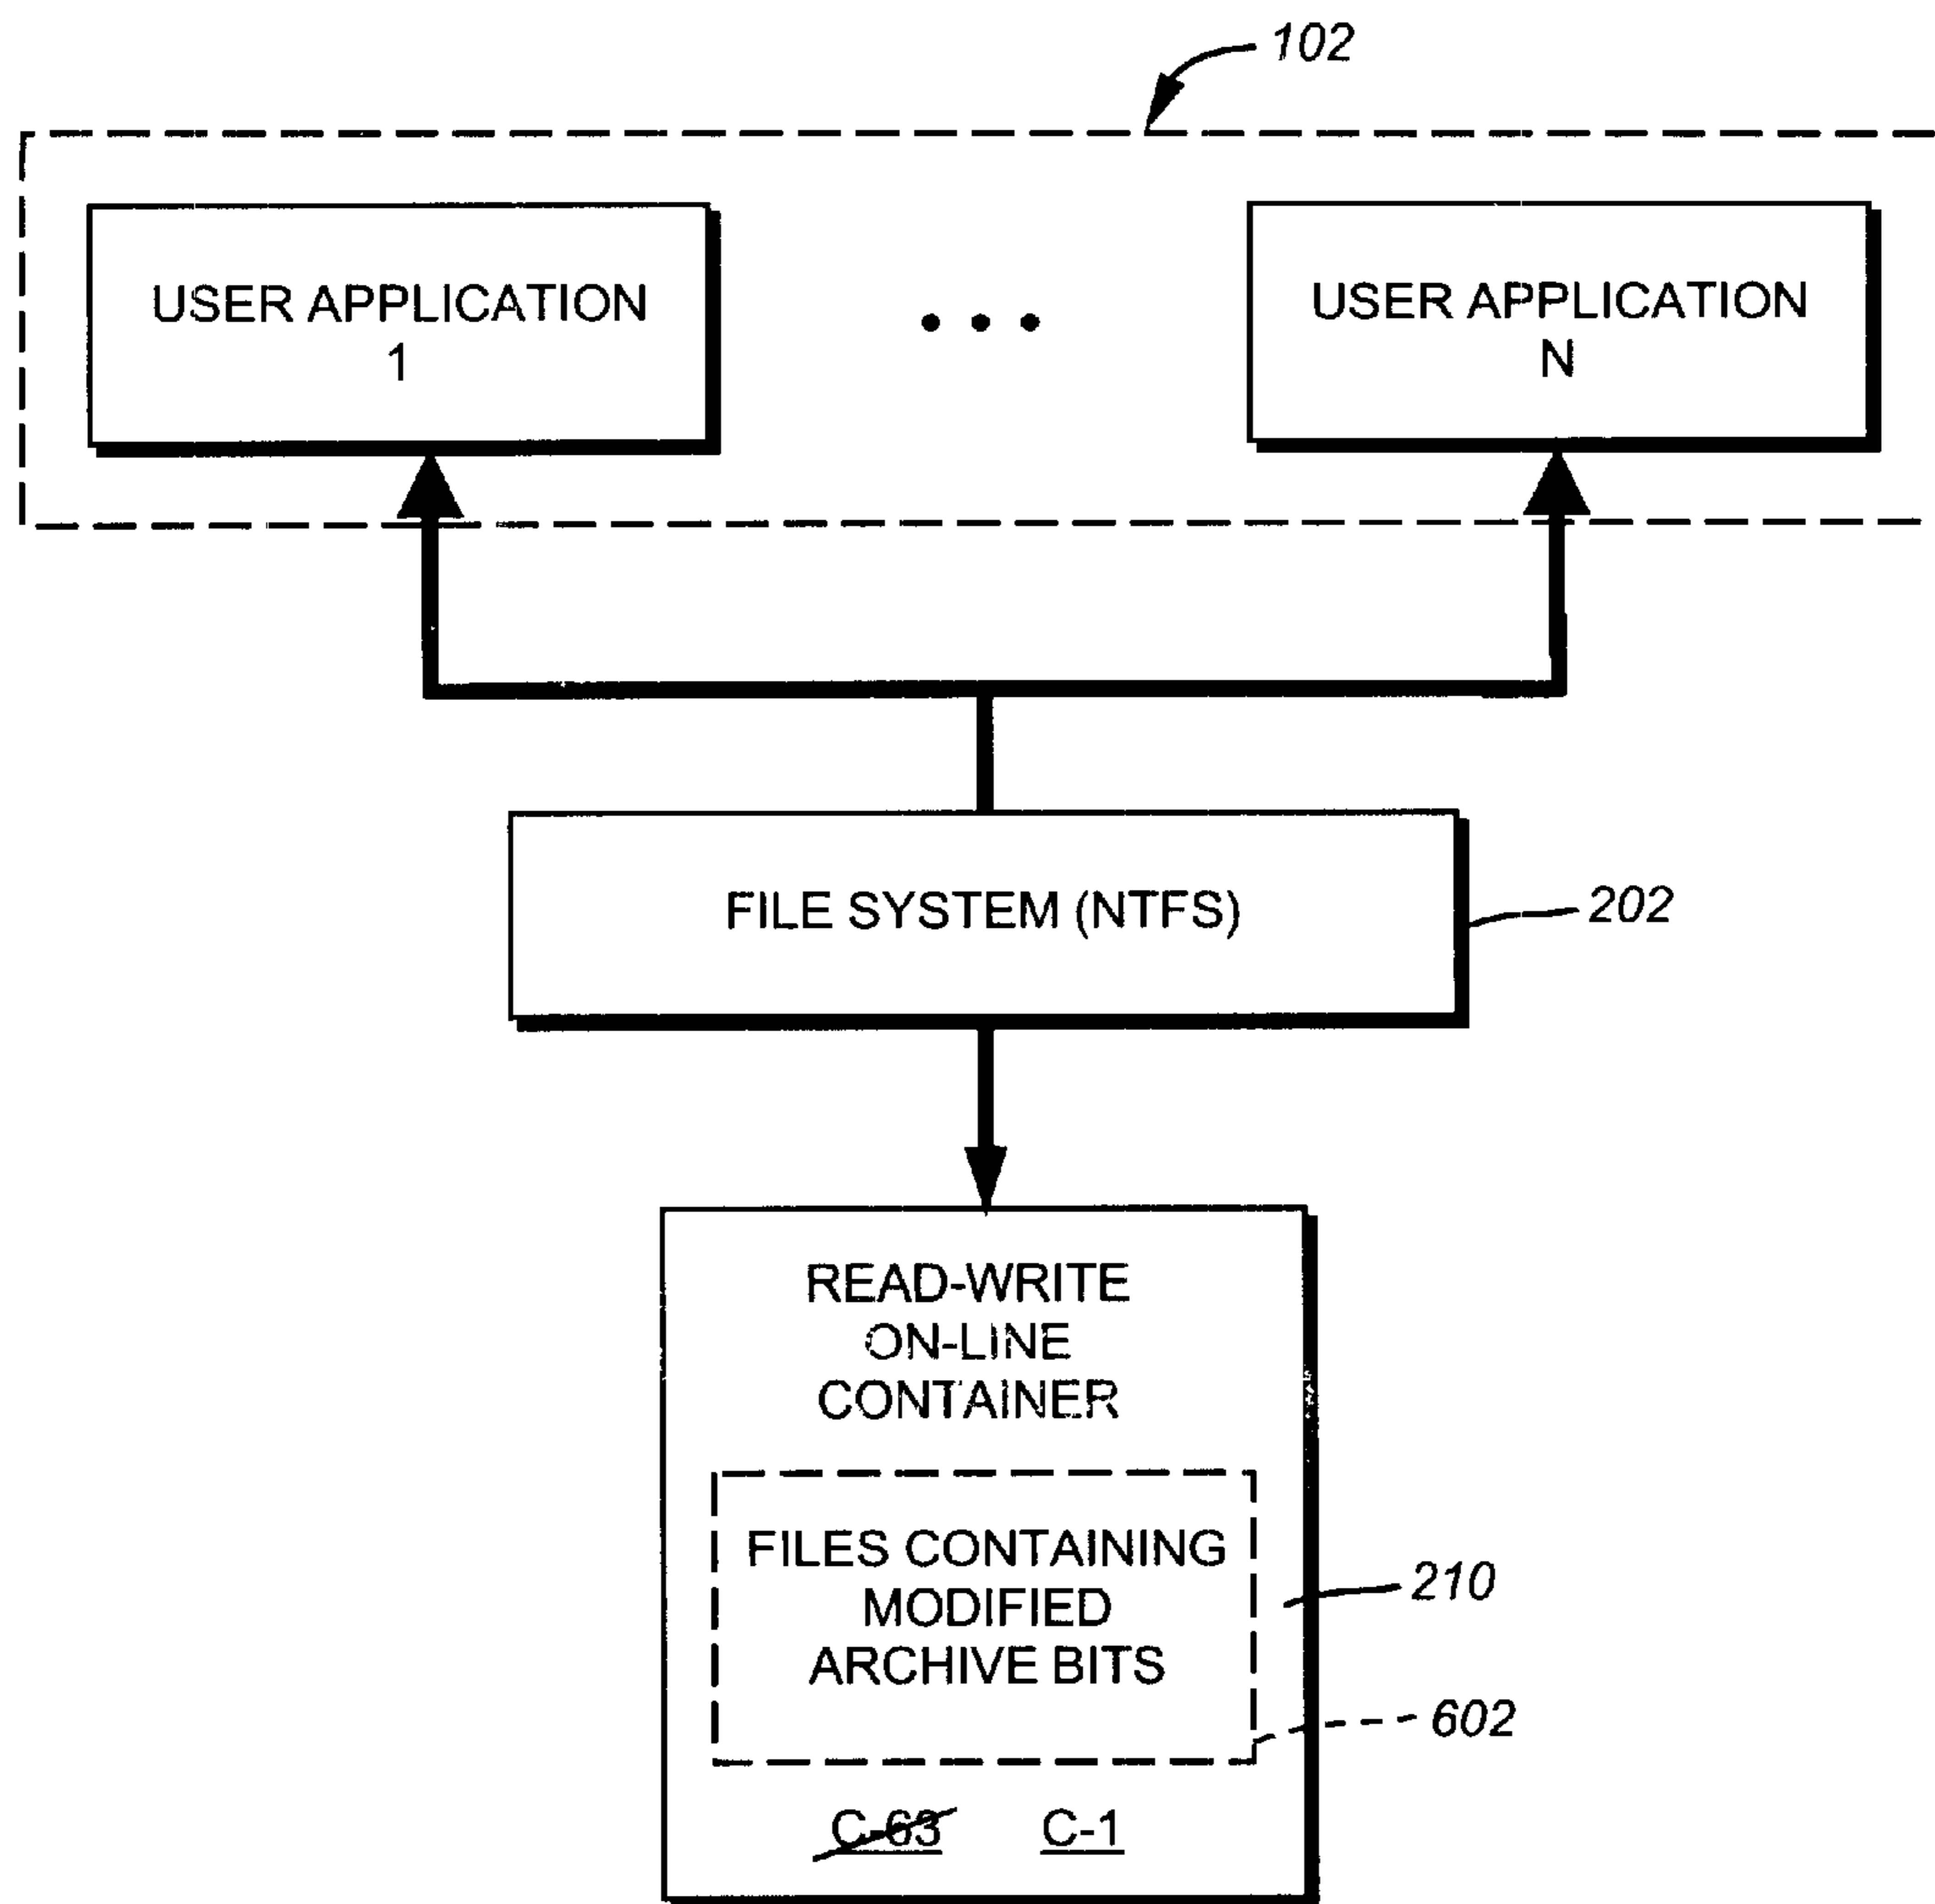 102
USER APPLICATION
1
• • •
USER APPLICATION
N
FILE SYSTEM (NTFS)
202
READ-WRITE
ON-LINE
CONTAINER
FILES CONTAINING
MODIFIED
ARCHIVE BITS
210
602
C-63 C-1